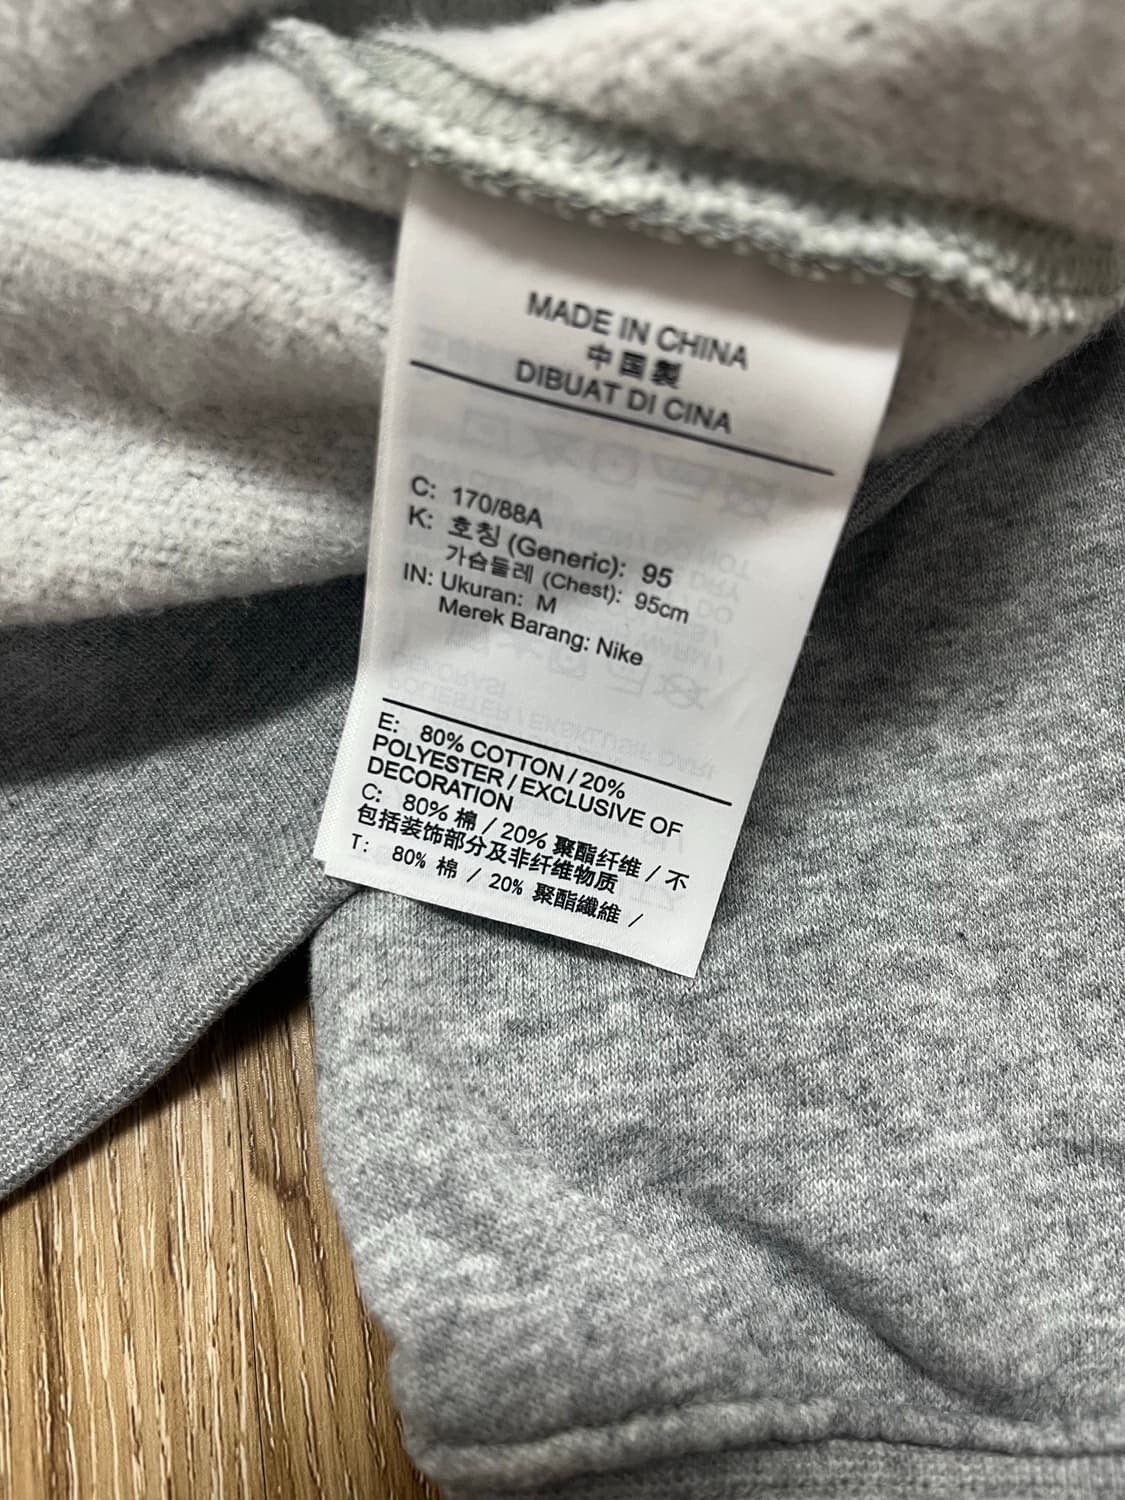 MADE IN CHINA
中国製
DIBUAT DI CINA
C: 170/88A
K: 호칭 (Generic): 95
가슴둘레 (Chest): 95cm
IN: Ukuran: M
Merek Barang: Nike
E: 80% COTTON / 20%
POLYESTER / EXCLUSIVE OF
DECORATION
C: 80% 棉 / 20% 聚酯纤维 / 不
包括装饰部分及非纤维物质
T: 80% 棉 / 20% 聚酯纖維 /